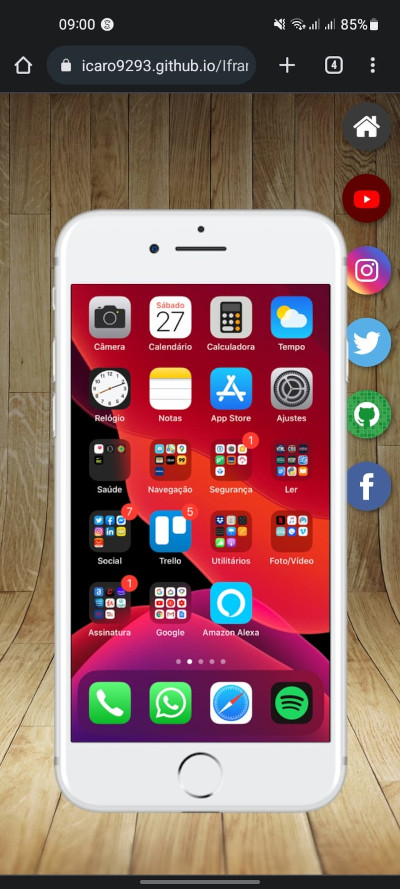 09:00
85%
icaro9293.github.io/Ifrar
4
Sábado
27
Câmera
Calendário
Calculadora
Tempo
Relógio
Notas
App Store
Ajustes
1
Saúde
Navegação
Segurança
Ler
7
5
Social
Trello
Utilitários
Foto/Vídeo
1
Assinatura
Google
Amazon Alexa